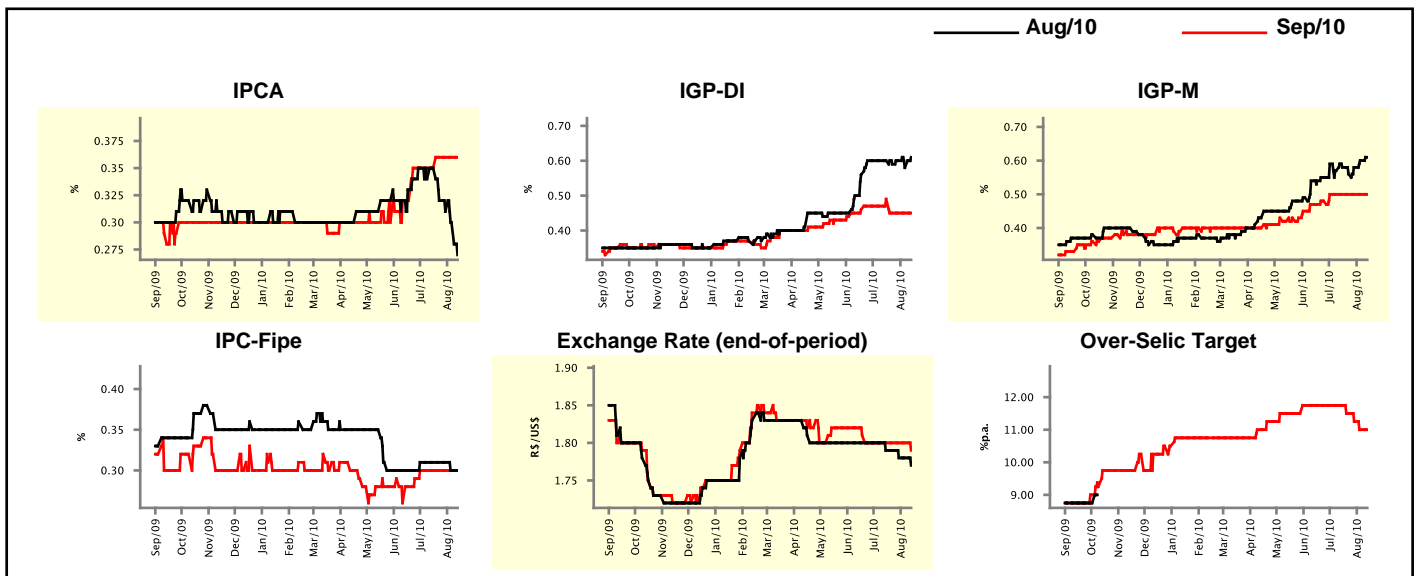 Aug/10 Sep/10
IPCA IGP-DI IGP-M
0.375
0.35
0.325
0.30
0.275
%
Sep/09 Oct/09 Nov/09 Dec/09 Jan/10 Feb/10 Mar/10 Apr/10 May/10 Jun/10 Jul/10 Aug/10
0.70
0.60
0.50
0.40
%
Sep/09 Oct/09 Nov/09 Dec/09 Jan/10 Feb/10 Mar/10 Apr/10 May/10 Jun/10 Jul/10 Aug/10
0.70
0.60
0.50
0.40
%
Sep/09 Oct/09 Nov/09 Dec/09 Jan/10 Feb/10 Mar/10 Apr/10 May/10 Jun/10 Jul/10 Aug/10
IPC-Fipe Exchange Rate (end-of-period) Over-Selic Target
0.40
0.35
0.30
%
Sep/09 Oct/09 Nov/09 Dec/09 Jan/10 Feb/10 Mar/10 Apr/10 May/10 Jun/10 Jul/10 Aug/10
1.90
1.85
1.80
1.75
R$/US$
Sep/09 Oct/09 Nov/09 Dec/09 Jan/10 Feb/10 Mar/10 Apr/10 May/10 Jun/10 Jul/10 Aug/10
12.00
11.00
10.00
9.00
%p.a.
Sep/09 Oct/09 Nov/09 Dec/09 Jan/10 Feb/10 Mar/10 Apr/10 May/10 Jun/10 Jul/10 Aug/10